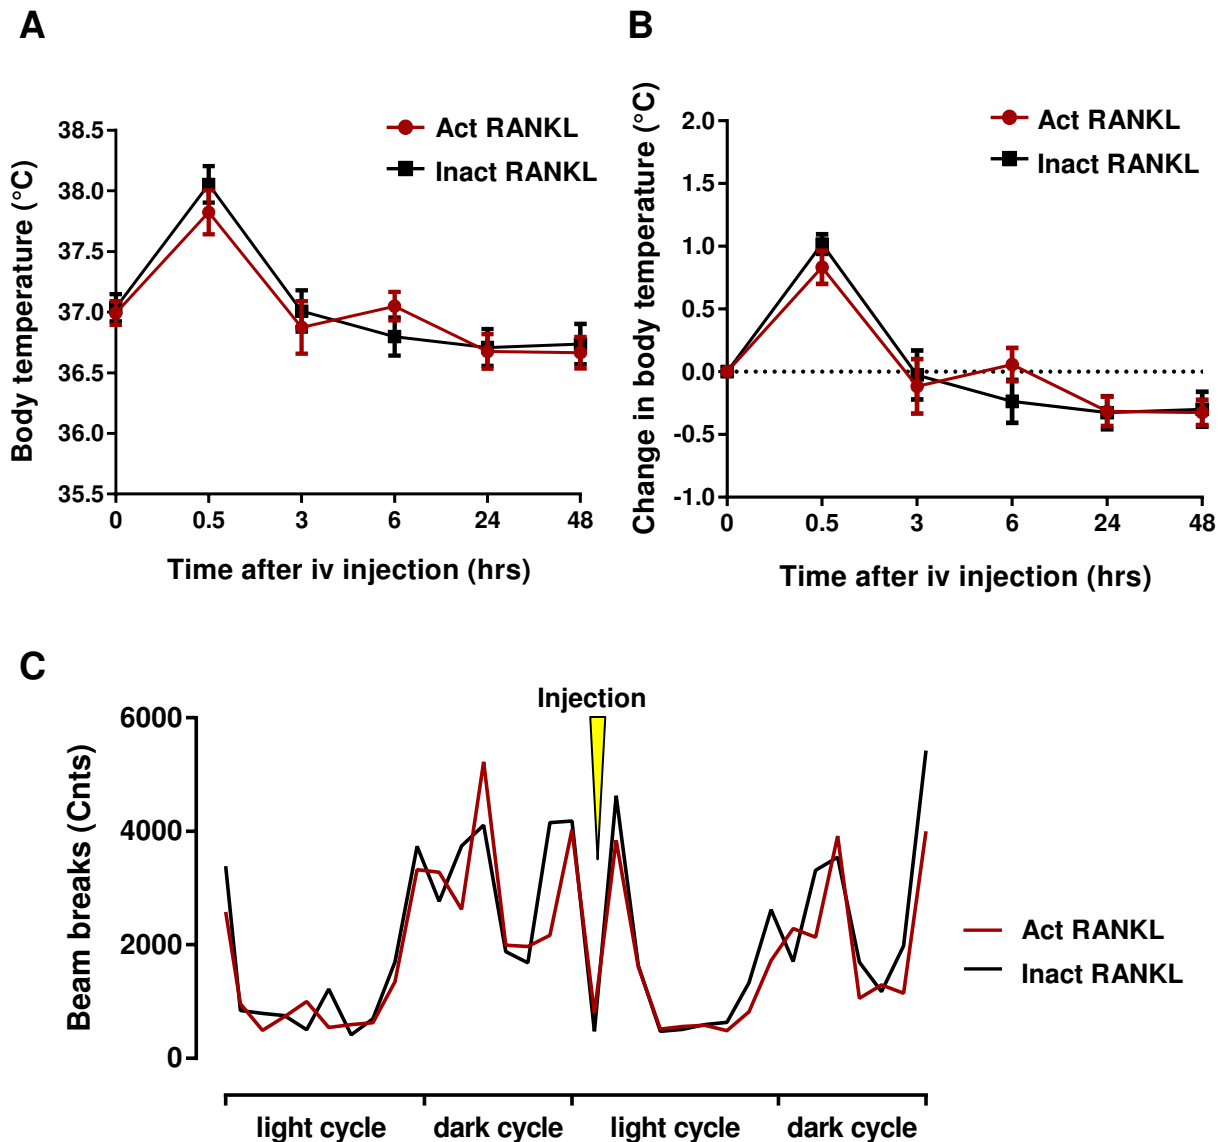 A
Body temperature (°C)
38.5
38.0
37.5
37.0
36.5
36.0
35.5
0 0.5 3 6 24 48
Time after iv injection (hrs)
Act RANKL
Inact RANKL
B
Change in body temperature (°C)
2.0
1.5
1.0
0.5
0.0
-0.5
-1.0
0 0.5 3 6 24 48
Time after iv injection (hrs)
Act RANKL
Inact RANKL
C
Injection
Beam breaks (Cnts)
6000
4000
2000
0
Act RANKL
Inact RANKL
light cycle dark cycle light cycle dark cycle